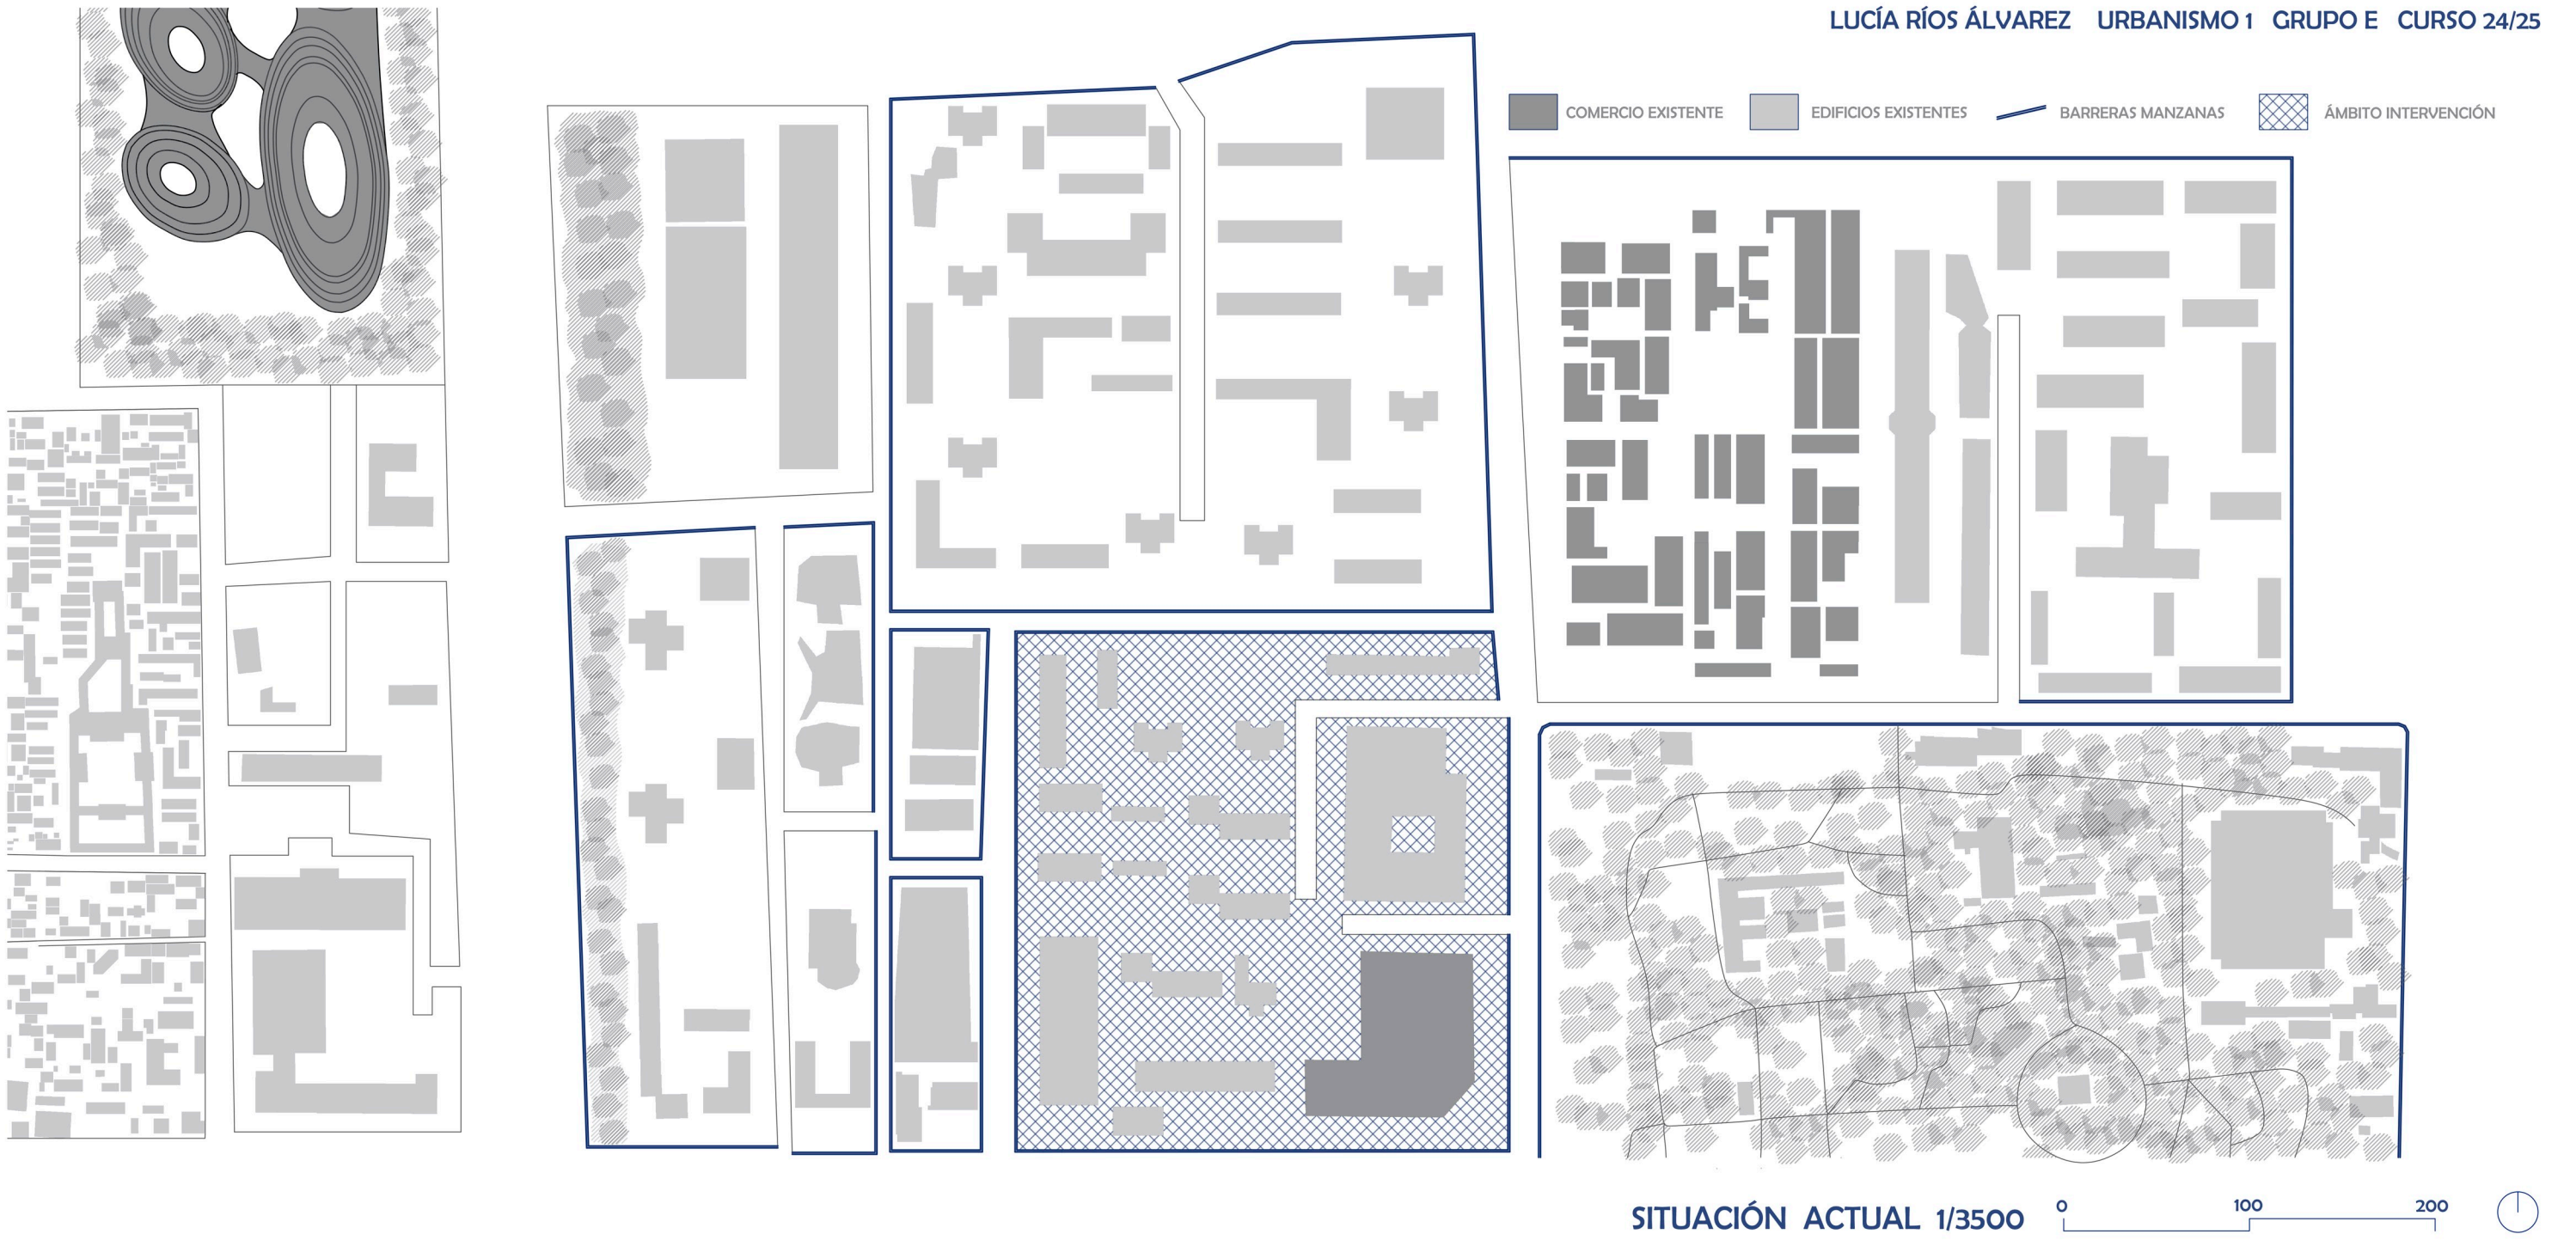 LUCÍA RÍOS ÁLVAREZ URBANISMO 1 GRUPO E CURSO 24/25
COMERCIO EXISTENTE EDIFICIOS EXISTENTES BARRERAS MANZANAS ÁMBITO INTERVENCIÓN
SITUACIÓN ACTUAL 1/3500 0 100 200